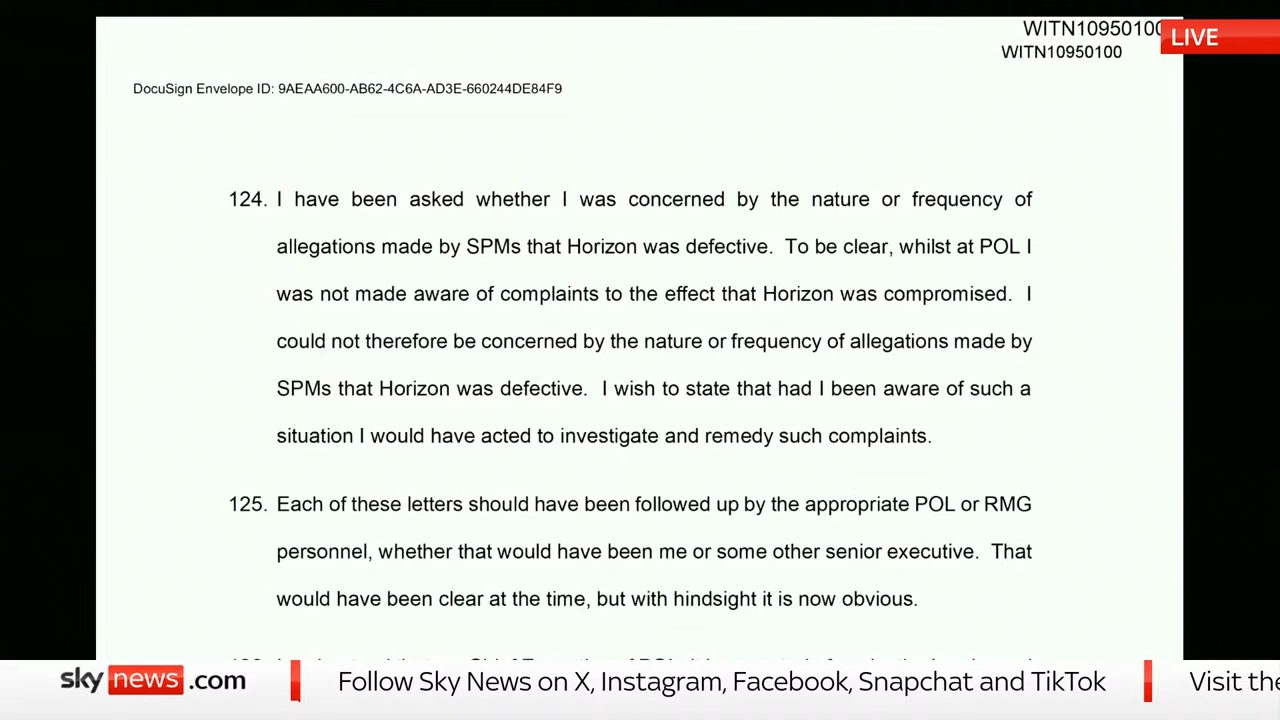 WITN10950100
LIVE
WITN10950100
DocuSign Envelope ID: 9AEAA600-AB62-4C6A-AD3E-660244DE84F9
124. I have been asked whether I was concerned by the nature or frequency of
allegations made by SPMs that Horizon was defective. To be clear, whilst at POL I
was not made aware of complaints to the effect that Horizon was compromised. I
could not therefore be concerned by the nature or frequency of allegations made by
SPMs that Horizon was defective. I wish to state that had I been aware of such a
situation I would have acted to investigate and remedy such complaints.
125. Each of these letters should have been followed up by the appropriate POL or RMG
personnel, whether that would have been me or some other senior executive. That
would have been clear at the time, but with hindsight it is now obvious.
sky news .com
Follow Sky News on X, Instagram, Facebook, Snapchat and TikTok
Visit the